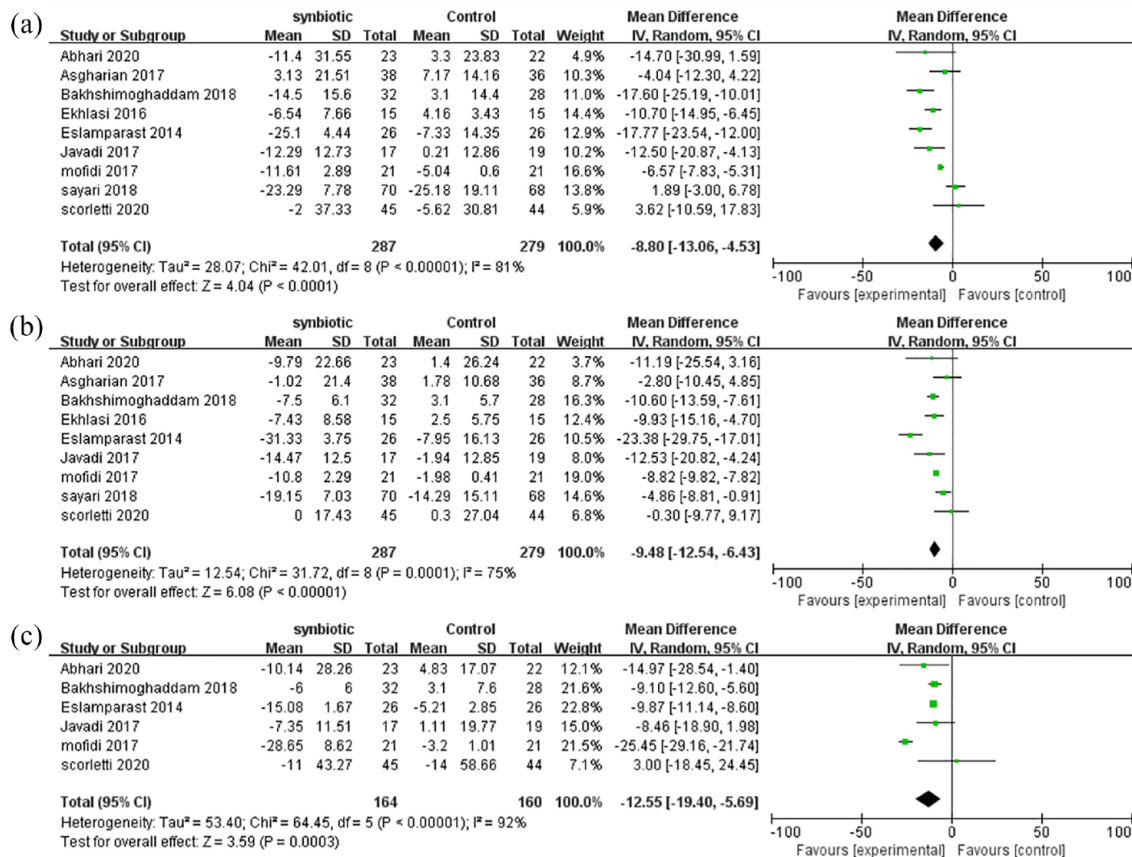 (a)
synbiotic Control Mean Difference Mean Difference
Study or Subgroup Mean SD Total Mean SD Total Weight IV, Random, 95% CI IV, Random, 95% CI
Abhari 2020 -11.4 31.55 23 3.3 23.83 22 4.9% -14.70 [-30.99, 1.59]
Asgharian 2017 3.13 21.51 38 7.17 14.16 36 10.3% -4.04 [-12.30, 4.22]
Bakhshimoghaddam 2018 -14.5 15.6 32 3.1 14.4 28 11.0% -17.60 [-25.19, -10.01]
Ekhlasi 2016 -6.54 7.66 15 4.16 3.43 15 14.4% -10.70 [-14.95, -6.45]
Eslamparast 2014 -25.1 4.44 26 -7.33 14.35 26 12.9% -17.77 [-23.54, -12.00]
Javadi 2017 -12.29 12.73 17 0.21 12.86 19 10.2% -12.50 [-20.87, -4.13]
mofidi 2017 -11.61 2.89 21 -5.04 0.6 21 16.6% -6.57 [-7.83, -5.31]
sayari 2018 -23.29 7.78 70 -25.18 19.11 68 13.8% 1.89 [-3.00, 6.78]
scorletti 2020 -2 37.33 45 -5.62 30.81 44 5.9% 3.62 [-10.59, 17.83]
Total (95% CI) 287 279 100.0% -8.80 [-13.06, -4.53]
Heterogeneity: Tau² = 28.07; Chi² = 42.01, df = 8 (P < 0.00001); I² = 81%
Test for overall effect: Z = 4.04 (P < 0.0001)
-100 -50 0 50 100
Favours [experimental] Favours [control]
(b)
synbiotic Control Mean Difference Mean Difference
Study or Subgroup Mean SD Total Mean SD Total Weight IV, Random, 95% CI IV, Random, 95% CI
Abhari 2020 -9.79 22.66 23 1.4 26.24 22 3.7% -11.19 [-25.54, 3.16]
Asgharian 2017 -1.02 21.4 38 1.78 10.68 36 8.7% -2.80 [-10.45, 4.85]
Bakhshimoghaddam 2018 -7.5 6.1 32 3.1 5.7 28 16.3% -10.60 [-13.59, -7.61]
Ekhlasi 2016 -7.43 8.58 15 2.5 5.75 15 12.4% -9.93 [-15.16, -4.70]
Eslamparast 2014 -31.33 3.75 26 -7.95 16.13 26 10.5% -23.38 [-29.75, -17.01]
Javadi 2017 -14.47 12.5 17 -1.94 12.85 19 8.0% -12.53 [-20.82, -4.24]
mofidi 2017 -10.8 2.29 21 -1.98 0.41 21 19.0% -8.82 [-9.82, -7.82]
sayari 2018 -19.15 7.03 70 -14.29 15.11 68 14.6% -4.86 [-8.81, -0.91]
scorletti 2020 0 17.43 45 0.3 27.04 44 6.8% -0.30 [-9.77, 9.17]
Total (95% CI) 287 279 100.0% -9.48 [-12.54, -6.43]
Heterogeneity: Tau² = 12.54; Chi² = 31.72, df = 8 (P = 0.0001); I² = 75%
Test for overall effect: Z = 6.08 (P < 0.00001)
-100 -50 0 50 100
Favours [experimental] Favours [control]
(c)
synbiotic Control Mean Difference Mean Difference
Study or Subgroup Mean SD Total Mean SD Total Weight IV, Random, 95% CI IV, Random, 95% CI
Abhari 2020 -10.14 28.26 23 4.83 17.07 22 12.1% -14.97 [-28.54, -1.40]
Bakhshimoghaddam 2018 -6 6 32 3.1 7.6 28 21.6% -9.10 [-12.60, -5.60]
Eslamparast 2014 -15.08 1.67 26 -5.21 2.85 26 22.8% -9.87 [-11.14, -8.60]
Javadi 2017 -7.35 11.51 17 1.11 19.77 19 15.0% -8.46 [-18.90, 1.98]
mofidi 2017 -28.65 8.62 21 -3.2 1.01 21 21.5% -25.45 [-29.16, -21.74]
scorletti 2020 -11 43.27 45 -14 58.66 44 7.1% 3.00 [-18.45, 24.45]
Total (95% CI) 164 160 100.0% -12.55 [-19.40, -5.69]
Heterogeneity: Tau² = 53.40; Chi² = 64.45, df = 5 (P < 0.00001); I² = 92%
Test for overall effect: Z = 3.59 (P = 0.0003)
-100 -50 0 50 100
Favours [experimental] Favours [control]